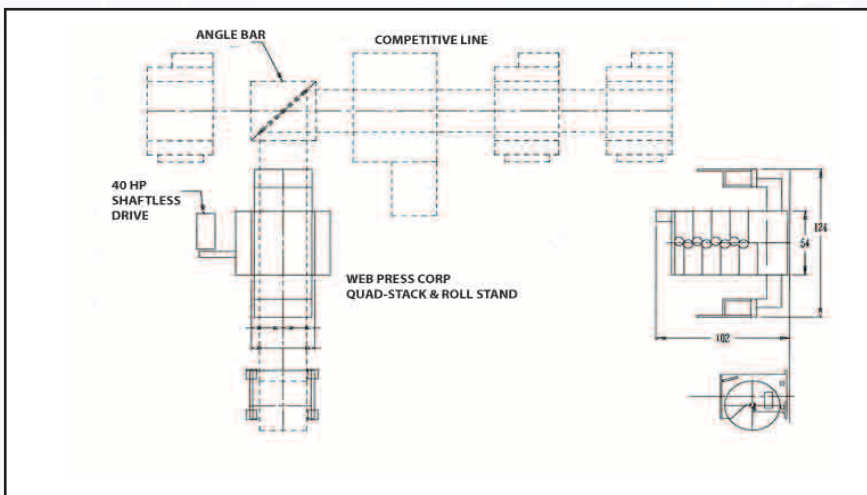 ANGLE BAR
COMPETITIVE LINE
40 HP
SHAFTLESS
DRIVE
WEB PRESS CORP
QUAD-STACK & ROLL STAND
54
124
102